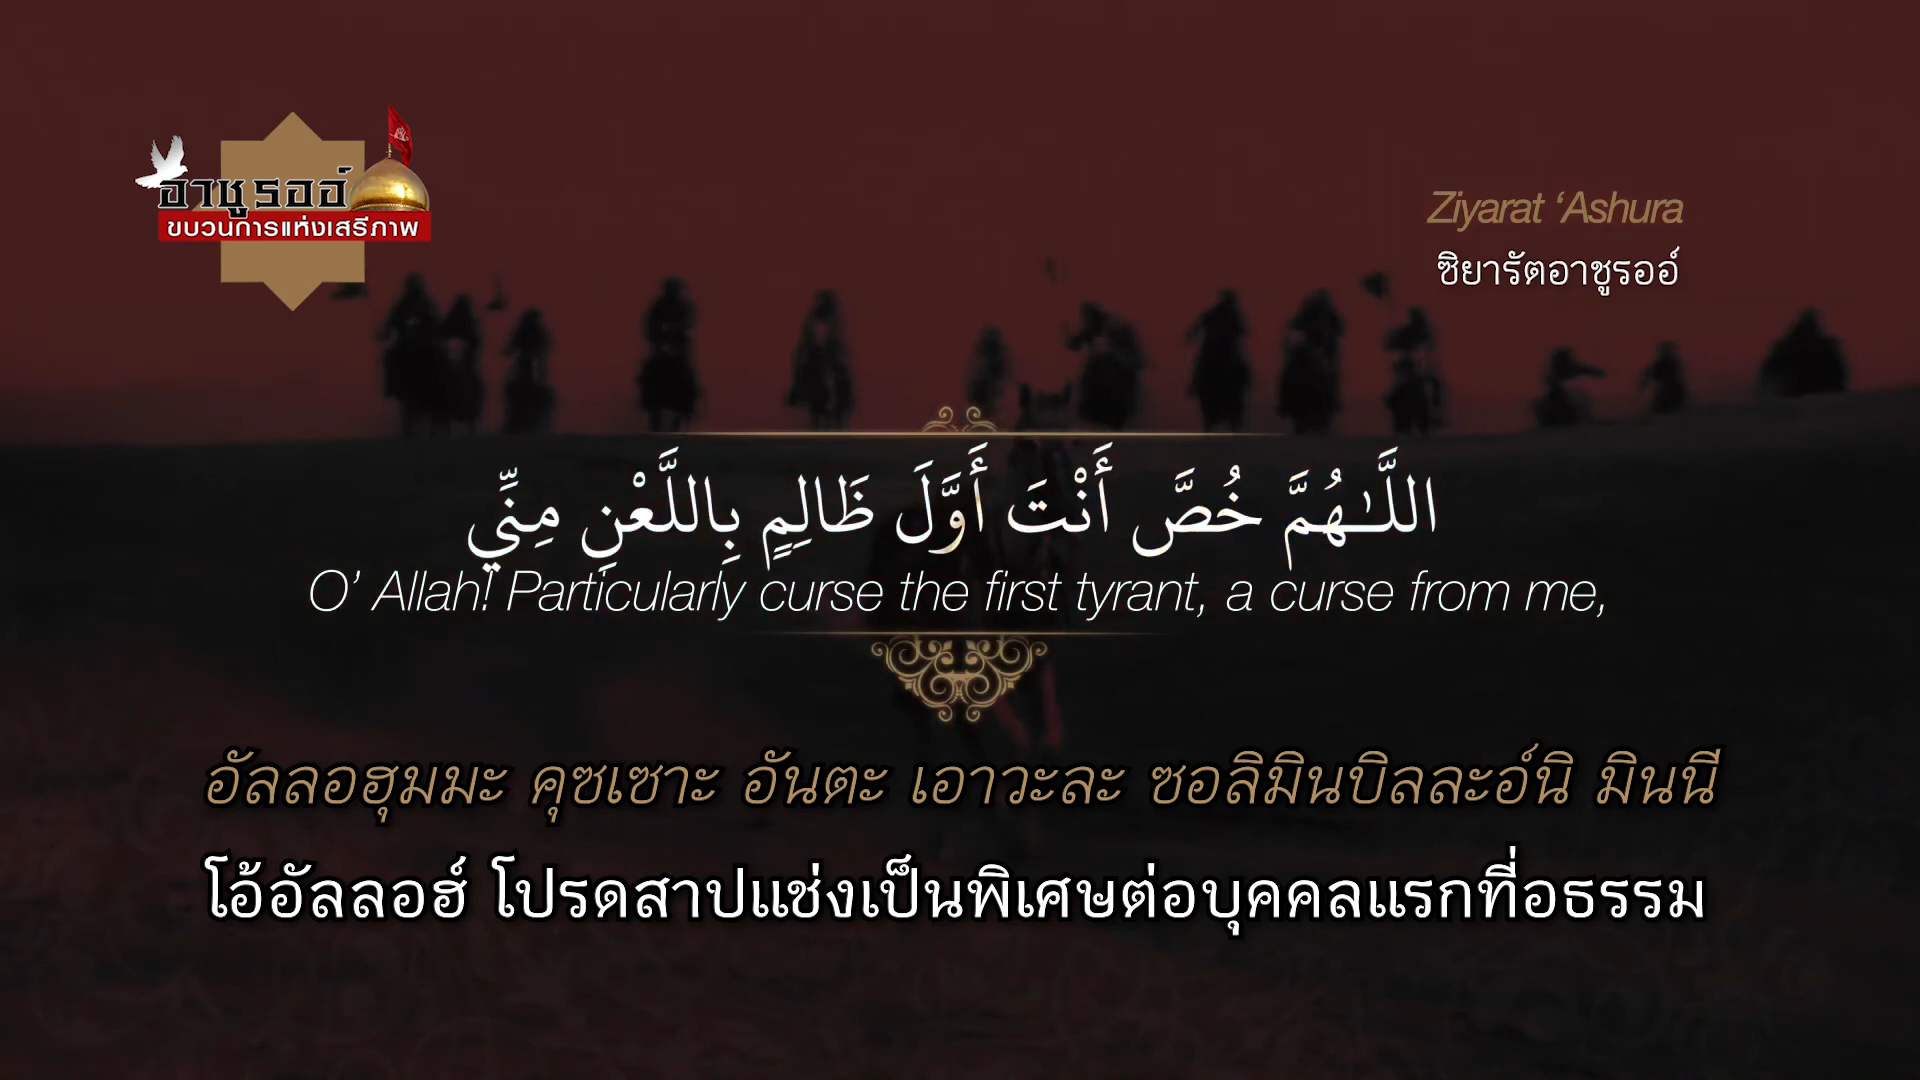 อาชูรออ์
ขบวนการแห่งเสรีภาพ
Ziyarat ‘Ashura
ซิยารัตอาชูรออ์
اللَّـٰهُمَّ خُصَّ أَنْتَ أَوَّلَ ظَالِمٍ بِاللَّعْنِ مِنِّي
O’ Allah! Particularly curse the first tyrant, a curse from me,
อัลลอฮุมมะ คุซเซาะ อันตะ เอาวะละ ซอลิมินบิลละอ์นิ มินนี
โอ้อัลลอฮ์ โปรดสาปแช่งเป็นพิเศษต่อบุคคลแรกที่อธรรม